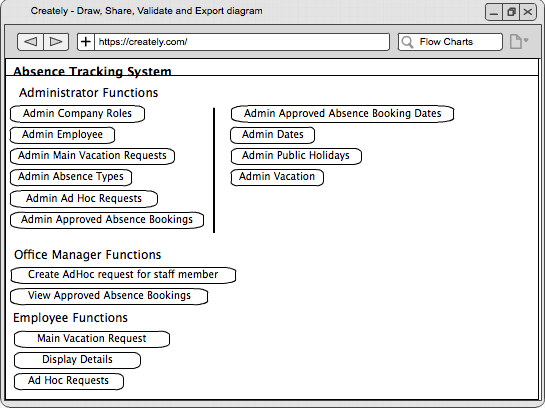 Creately - Draw, Share, Validate and Export diagram
https://creately.com/
Flow Charts
Absence Tracking System
Administrator Functions
Admin Company Roles
Admin Employee
Admin Main Vacation Requests
Admin Absence Types
Admin Ad Hoc Requests
Admin Approved Absence Bookings
Admin Approved Absence Booking Dates
Admin Dates
Admin Public Holidays
Admin Vacation
Office Manager Functions
Create AdHoc request for staff member
View Approved Absence Bookings
Employee Functions
Main Vacation Request
Display Details
Ad Hoc Requests